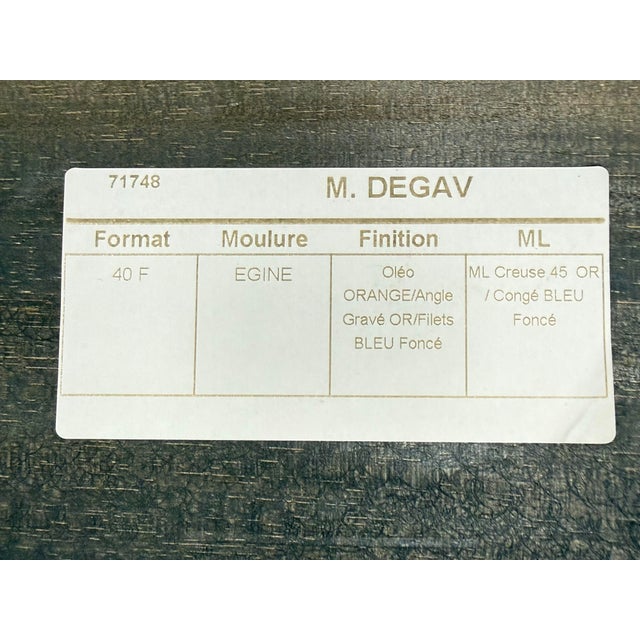 71748 M. DEGAV
Format Moulure Finition ML
40 F EGINE Oléo ML Creuse 45 OR
ORANGE/Angle / Congé BLEU
Gravé OR/Filets Foncé
BLEU Foncé